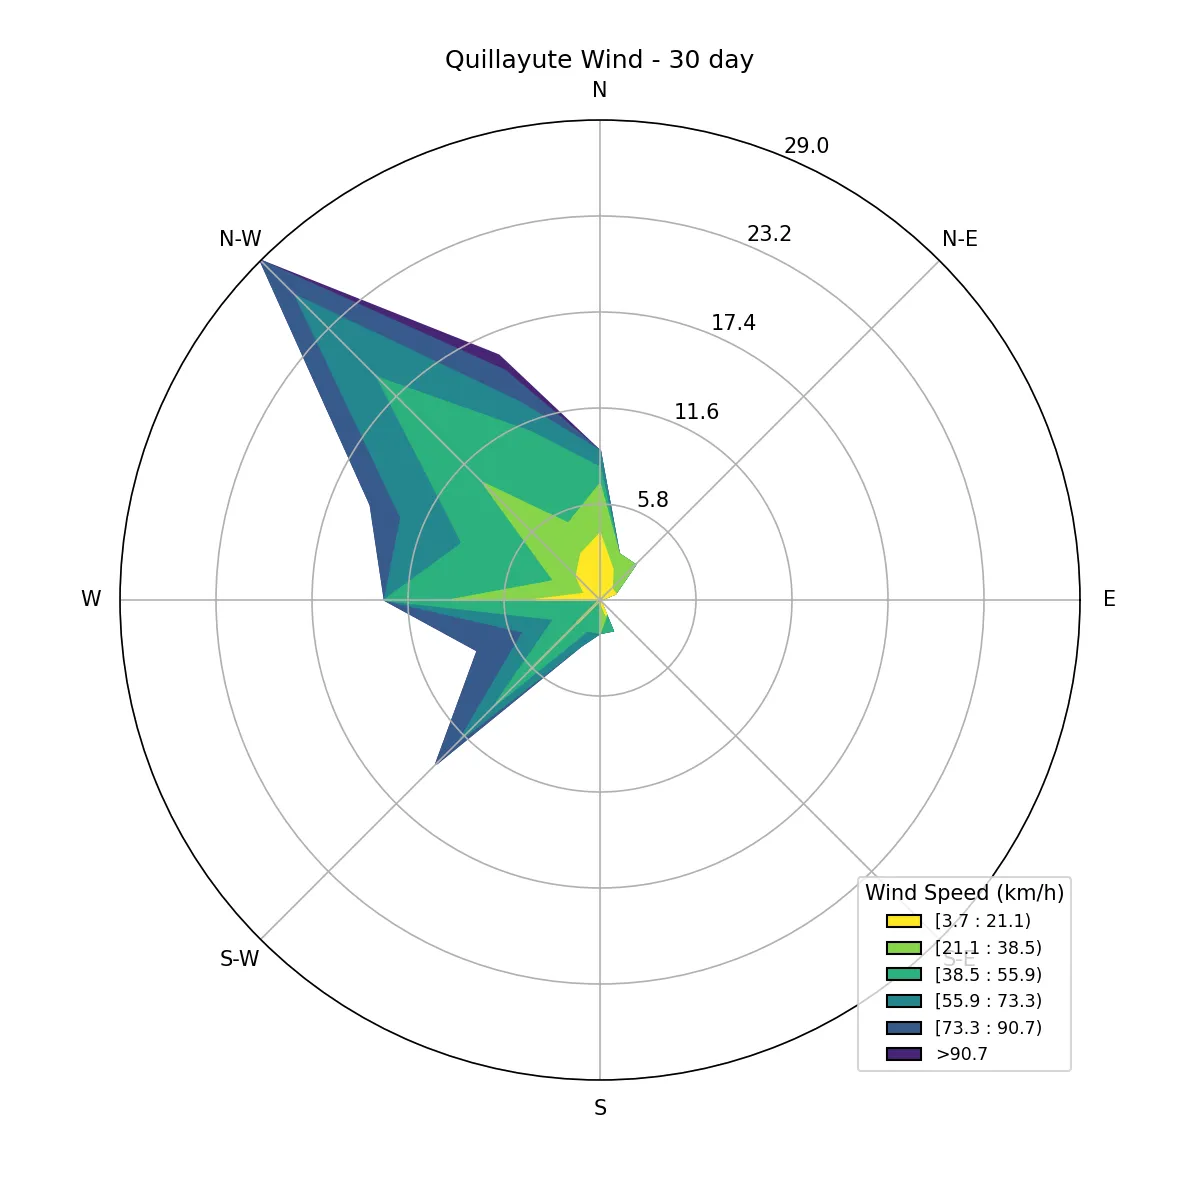 Quillayute Wind - 30 day
N
29.0
N-W
23.2
N-E
17.4
11.6
5.8
W
E
S-W
S-E
S
Wind Speed (km/h)
[3.7 : 21.1)
[21.1 : 38.5)
[38.5 : 55.9)
[55.9 : 73.3)
[73.3 : 90.7)
>90.7